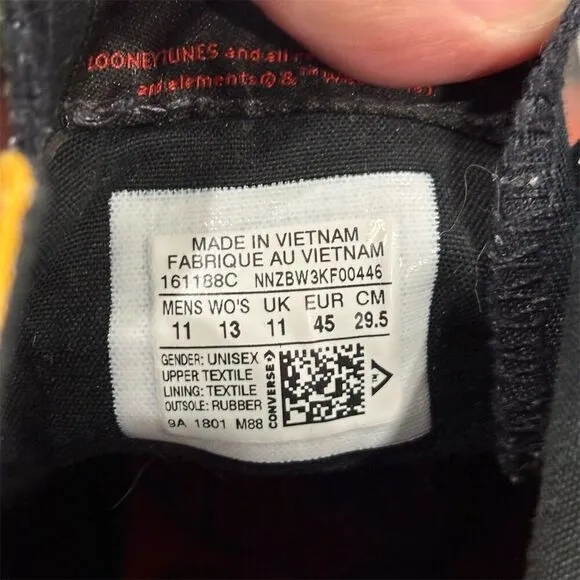 LOONEY TUNES and all
and elements © & ™ W
MADE IN VIETNAM
FABRIQUE AU VIETNAM
161188C NNZBW3KF00446
MENS WO'S UK EUR CM
11 13 11 45 29.5
GENDER: UNISEX
UPPER TEXTILE
LINING: TEXTILE
OUTSOLE: RUBBER
9A 1801 M88
CONVERSE
TM